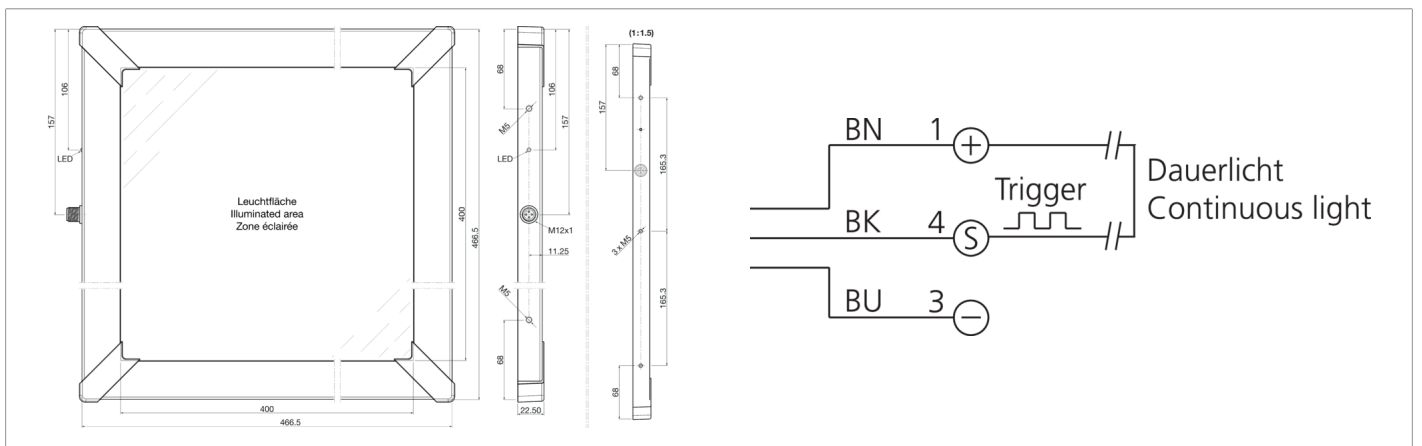 157
106
LED
Leuchtfläche
Illuminated area
Zone éclairée
400
466.5
400
466.5
68
M5
LED
106
157
M12x1
11.25
M5
68
22.50
(1:1.5)
68
157
165.3
3 x M5
165.3
68
BN 1 +
Trigger
BK 4 S
BU 3 −
Dauerlicht
Continuous light